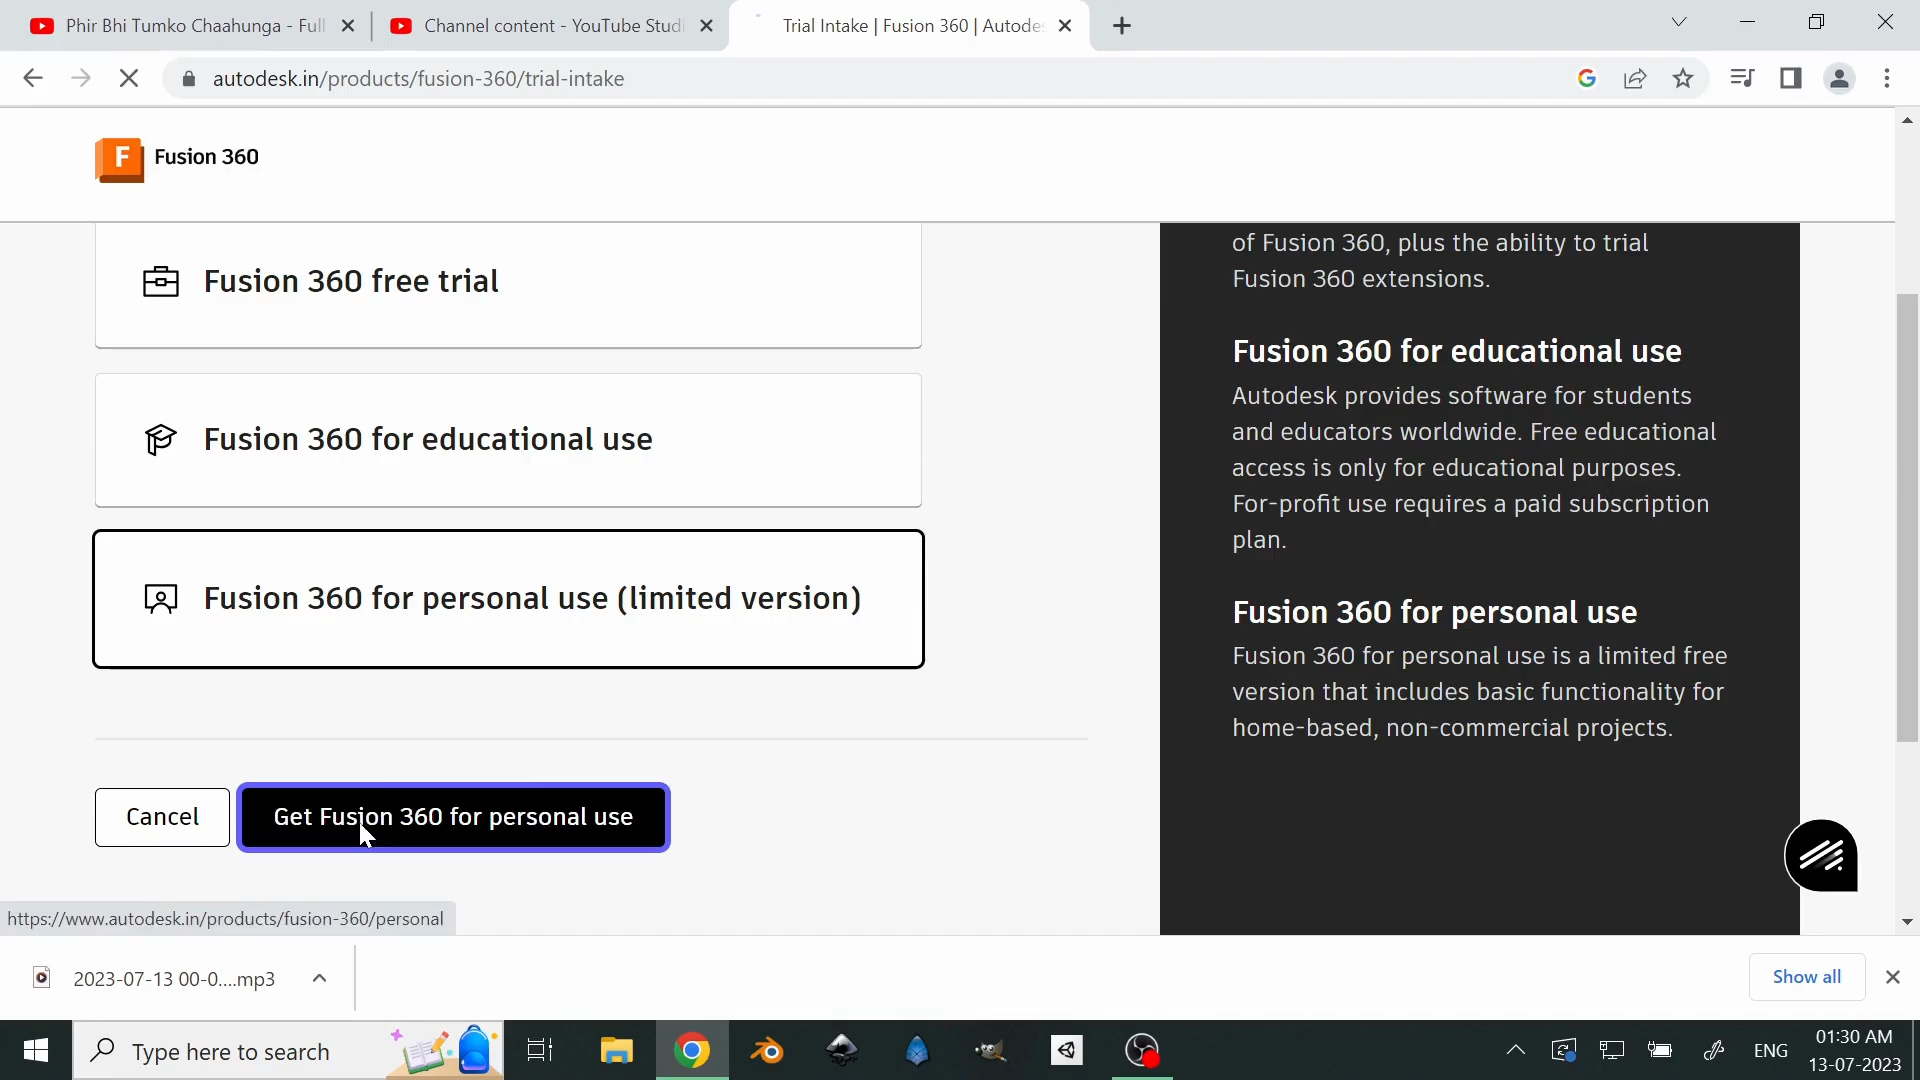 Phir Bhi Tumko Chaahunga - Full
Channel content - YouTube Studi
Trial Intake | Fusion 360 | Autodes
autodesk.in/products/fusion-360/trial-intake
F Fusion 360
Fusion 360 free trial
Fusion 360 for educational use
Fusion 360 for personal use (limited version)
Cancel
Get Fusion 360 for personal use
of Fusion 360, plus the ability to trial
Fusion 360 extensions.
Fusion 360 for educational use
Autodesk provides software for students
and educators worldwide. Free educational
access is only for educational purposes.
For-profit use requires a paid subscription
plan.
Fusion 360 for personal use
Fusion 360 for personal use is a limited free
version that includes basic functionality for
home-based, non-commercial projects.
https://www.autodesk.in/products/fusion-360/personal
2023-07-13 00-0....mp3
Show all
Type here to search
ENG
01:30 AM
13-07-2023